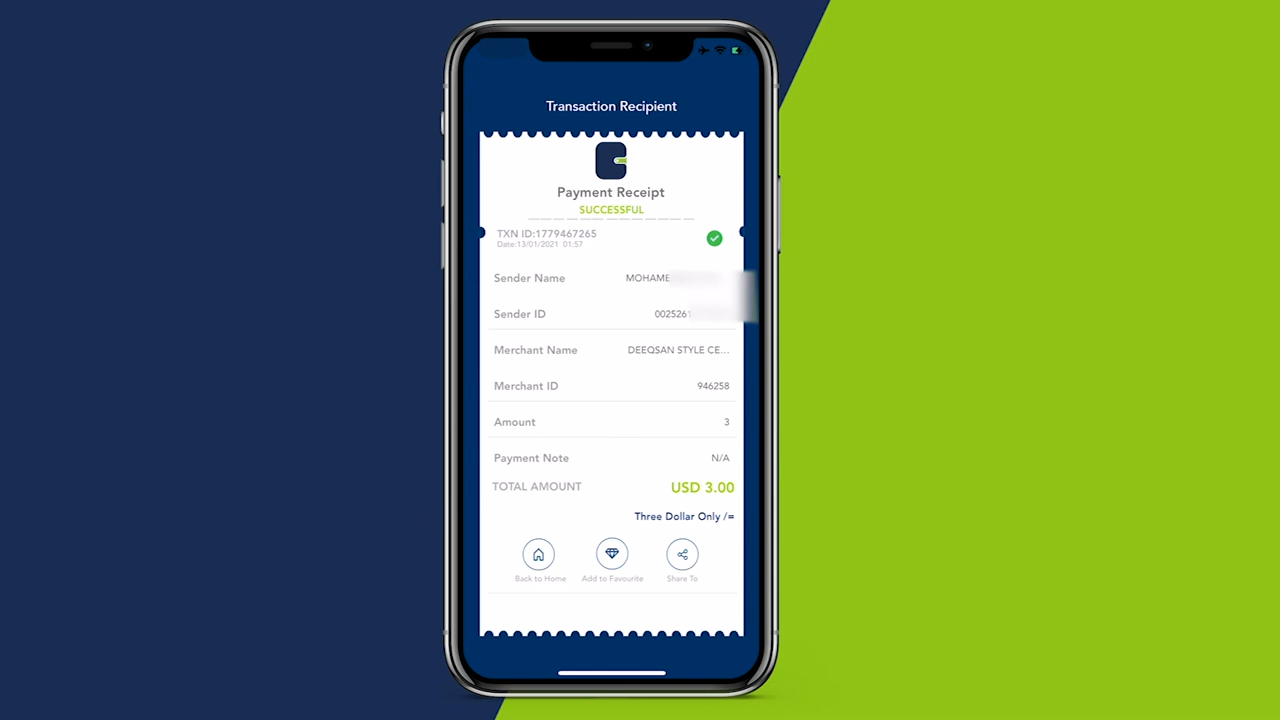 Transaction Recipient
Payment Receipt
SUCCESSFUL
TXN ID:1779467265
Date:13/01/2021 01:57
Sender Name MOHAME
Sender ID 0025261
Merchant Name DEEQSAN STYLE CE...
Merchant ID 946258
Amount 3
Payment Note N/A
TOTAL AMOUNT USD 3.00
Three Dollar Only /=
Back to Home Add to Favourite Share To